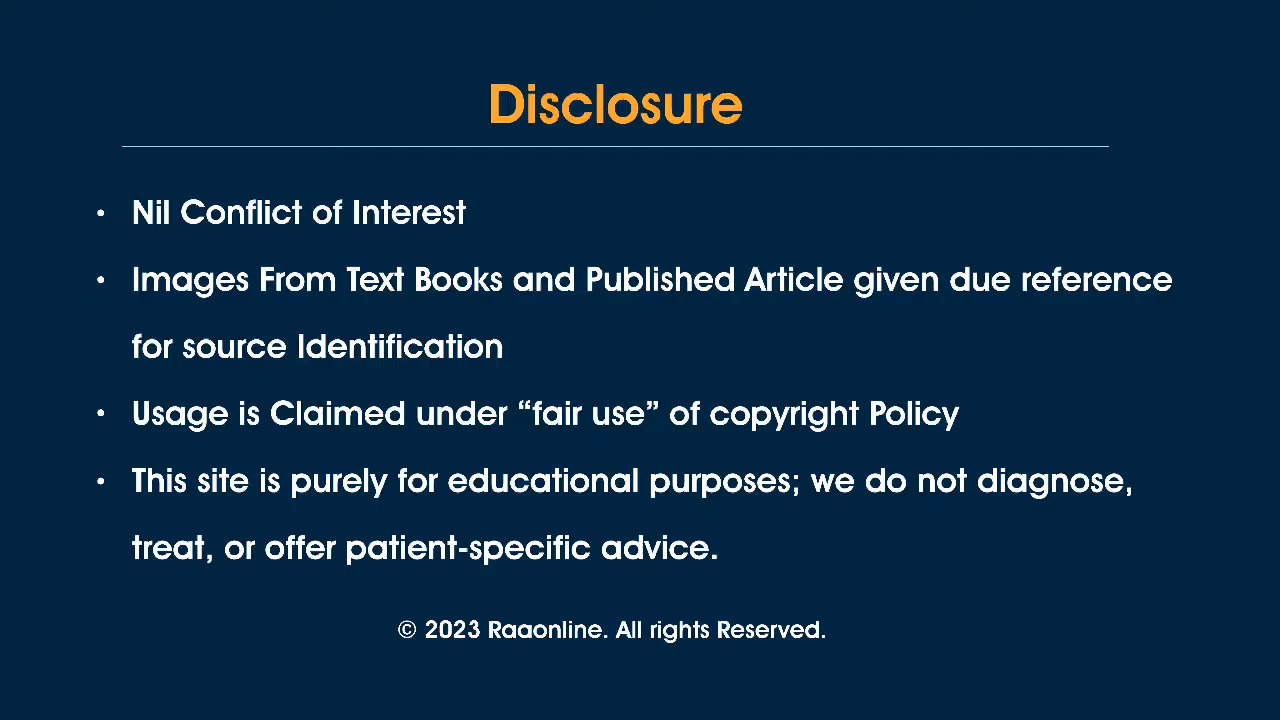 Disclosure
• Nil Conflict of Interest
• Images From Text Books and Published Article given due reference
for source Identification
• Usage is Claimed under “fair use” of copyright Policy
• This site is purely for educational purposes; we do not diagnose,
treat, or offer patient-specific advice.
© 2023 Raaonline. All rights Reserved.